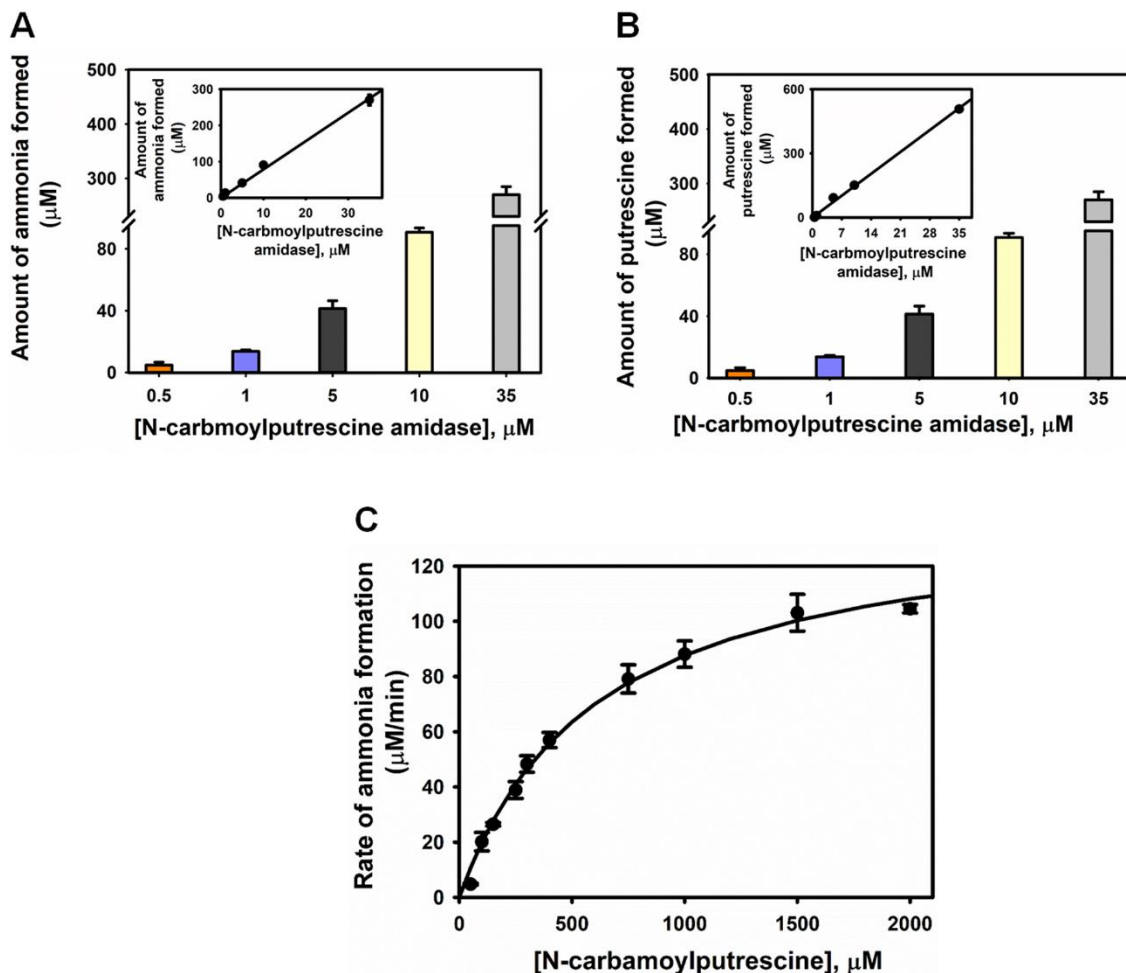 A
Amount of ammonia formed
(μM)
500
400
300
80
40
0
Amount of
ammonia formed
(μM)
300
200
100
0
0 10 20 30
[N-carbmoylputrescine
amidase], μM
0.5 1 5 10 35
[N-carbmoylputrescine amidase], μM
B
Amount of putrescine formed
(μM)
500
400
300
80
40
0
Amount of
putrescine formed
(μM)
600
300
0
7 14 21 28 35
[N-carbmoylputrescine
amidase], μM
0.5 1 5 10 35
[N-carbmoylputrescine amidase], μM
C
Rate of ammonia formation
(μM/min)
120
100
80
60
40
20
0
0 500 1000 1500 2000
[N-carbamoylputrescine], μM